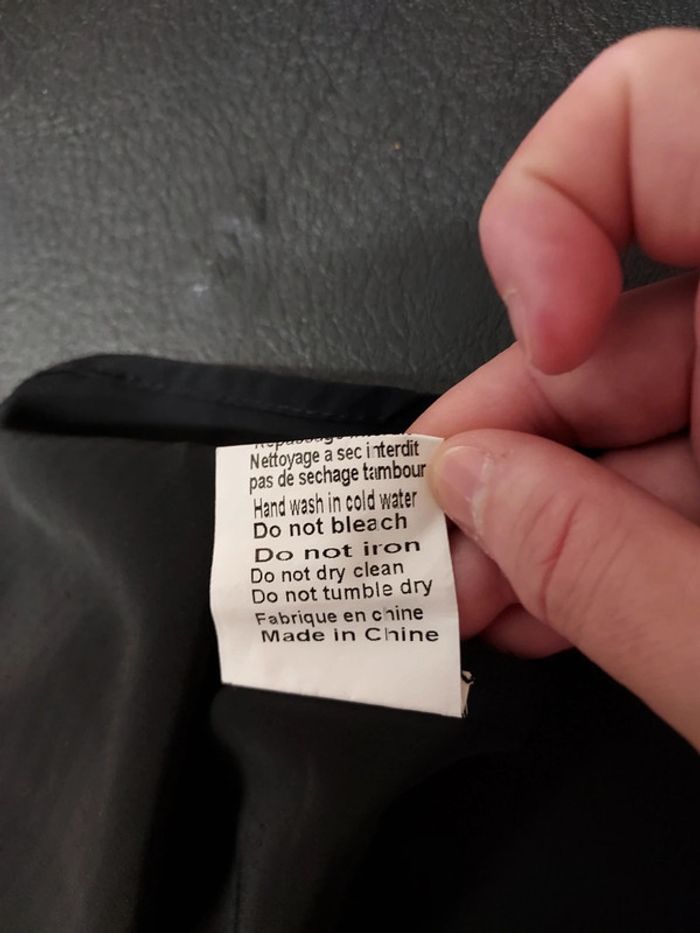 Nettoyage a sec interdit
pas de sechage tambour
Hand wash in cold water
Do not bleach
Do not iron
Do not dry clean
Do not tumble dry
Fabrique en chine
Made in Chine